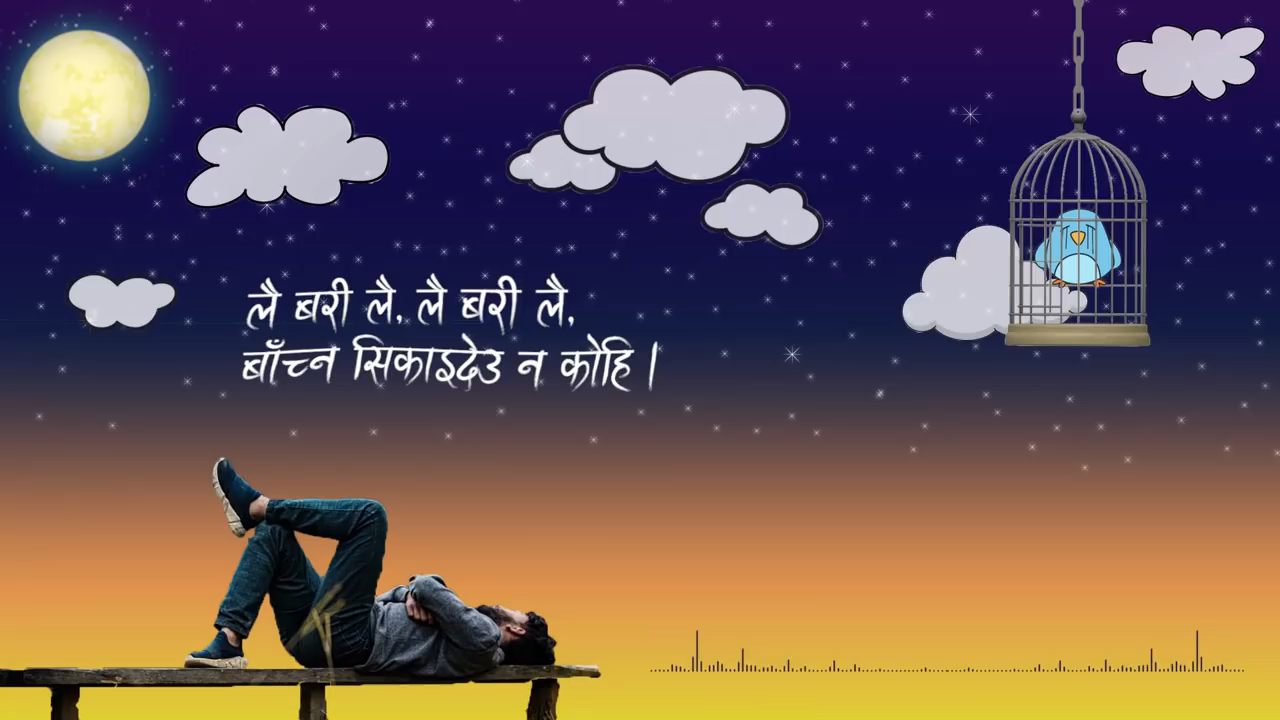 लै बरी लै, लै बरी लै,
बाँच्न सिकाइदेउ न कोहि ।